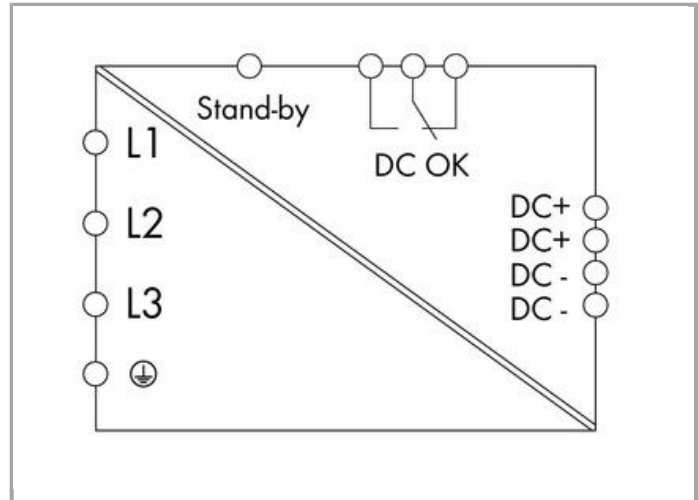 Stand-by
DC OK
L1
L2
L3
DC+
DC+
DC -
DC -